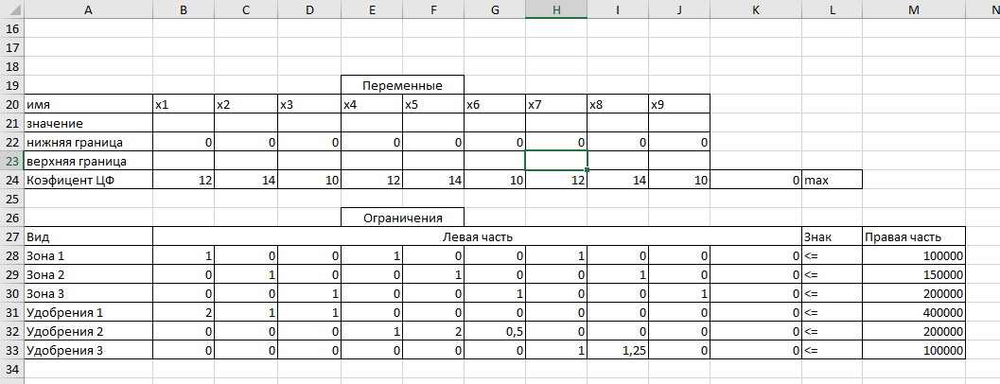 A B C D E F G H I J K L M N
16
17
18
19 Переменные
20 имя x1 x2 x3 x4 x5 x6 x7 x8 x9
21 значение
22 нижняя граница 0 0 0 0 0 0 0 0 0
23 верхняя граница
24 Коэфицент ЦФ 12 14 10 12 14 10 12 14 10 0 max
25
26 Ограничения
27 Вид Левая часть Знак Правая часть
28 Зона 1 1 0 0 1 0 0 1 0 0 0 <= 100000
29 Зона 2 0 1 0 0 1 0 0 1 0 0 <= 150000
30 Зона 3 0 0 1 0 0 1 0 0 1 0 <= 200000
31 Удобрения 1 2 1 1 0 0 0 0 0 0 0 <= 400000
32 Удобрения 2 0 0 0 1 2 0,5 0 0 0 0 <= 200000
33 Удобрения 3 0 0 0 0 0 0 1 1,25 0 0 <= 100000
34